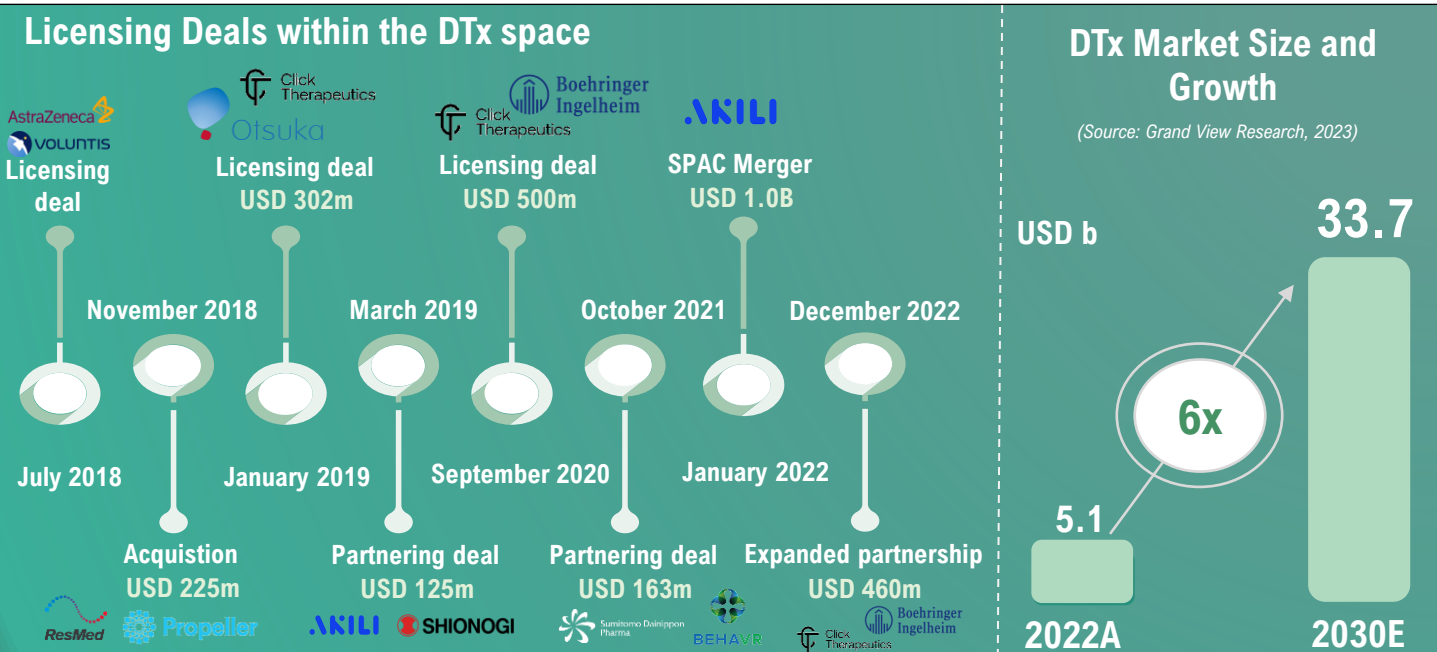 Licensing Deals within the DTx space
AstraZeneca
VOLUNTIS
Licensing
deal
Click
Therapeutics
Otsuka
Licensing deal
USD 302m
Click
Therapeutics
Boehringer
Ingelheim
Licensing deal
USD 500m
AKILI
SPAC Merger
USD 1.0B
November 2018
March 2019
October 2021
December 2022
July 2018
January 2019
September 2020
January 2022
Acquistion
USD 225m
ResMed
Propeller
Partnering deal
USD 125m
AKILI
SHIONOGI
Partnering deal
USD 163m
Sumitomo Dainippon
Pharma
BEHAVR
Expanded partnership
USD 460m
Click
Therapeutics
Boehringer
Ingelheim
DTx Market Size and
Growth
(Source: Grand View Research, 2023)
USD b
33.7
6x
5.1
2022A
2030E